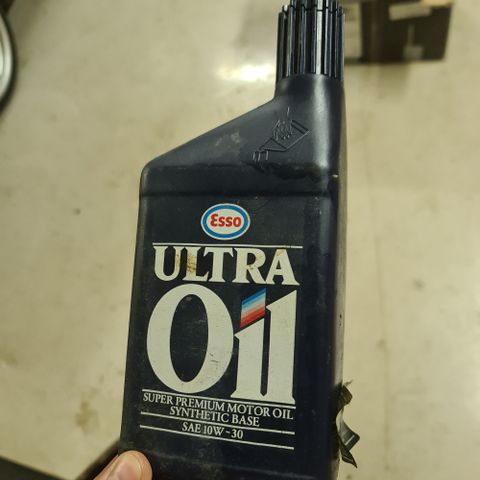 Esso
ULTRA
Oil
SUPER PREMIUM MOTOR OIL
SYNTHETIC BASE
SAE 10W-30